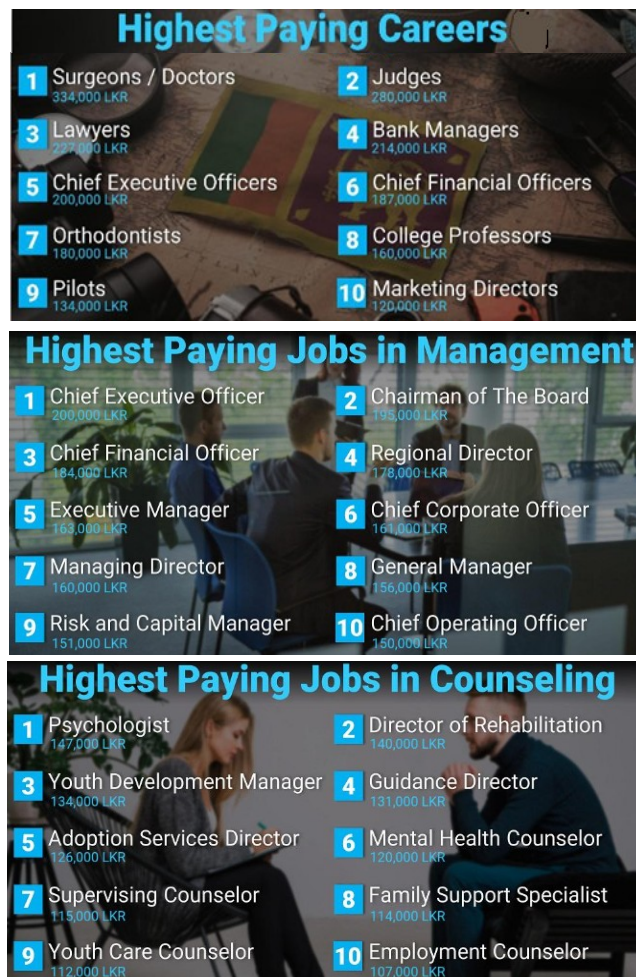 Highest Paying Careers
1 Surgeons / Doctors
334,000 LKR
2 Judges
280,000 LKR
3 Lawyers
227,000 LKR
4 Bank Managers
214,000 LKR
5 Chief Executive Officers
200,000 LKR
6 Chief Financial Officers
187,000 LKR
7 Orthodontists
180,000 LKR
8 College Professors
160,000 LKR
9 Pilots
134,000 LKR
10 Marketing Directors
120,000 LKR
Highest Paying Jobs in Management
1 Chief Executive Officer
200,000 LKR
2 Chairman of The Board
195,000 LKR
3 Chief Financial Officer
184,000 LKR
4 Regional Director
178,000 LKR
5 Executive Manager
163,000 LKR
6 Chief Corporate Officer
161,000 LKR
7 Managing Director
160,000 LKR
8 General Manager
156,000 LKR
9 Risk and Capital Manager
151,000 LKR
10 Chief Operating Officer
150,000 LKR
Highest Paying Jobs in Counseling
1 Psychologist
147,000 LKR
2 Director of Rehabilitation
140,000 LKR
3 Youth Development Manager
134,000 LKR
4 Guidance Director
131,000 LKR
5 Adoption Services Director
126,000 LKR
6 Mental Health Counselor
120,000 LKR
7 Supervising Counselor
115,000 LKR
8 Family Support Specialist
114,000 LKR
9 Youth Care Counselor
112,000 LKR
10 Employment Counselor
107,000 LKR